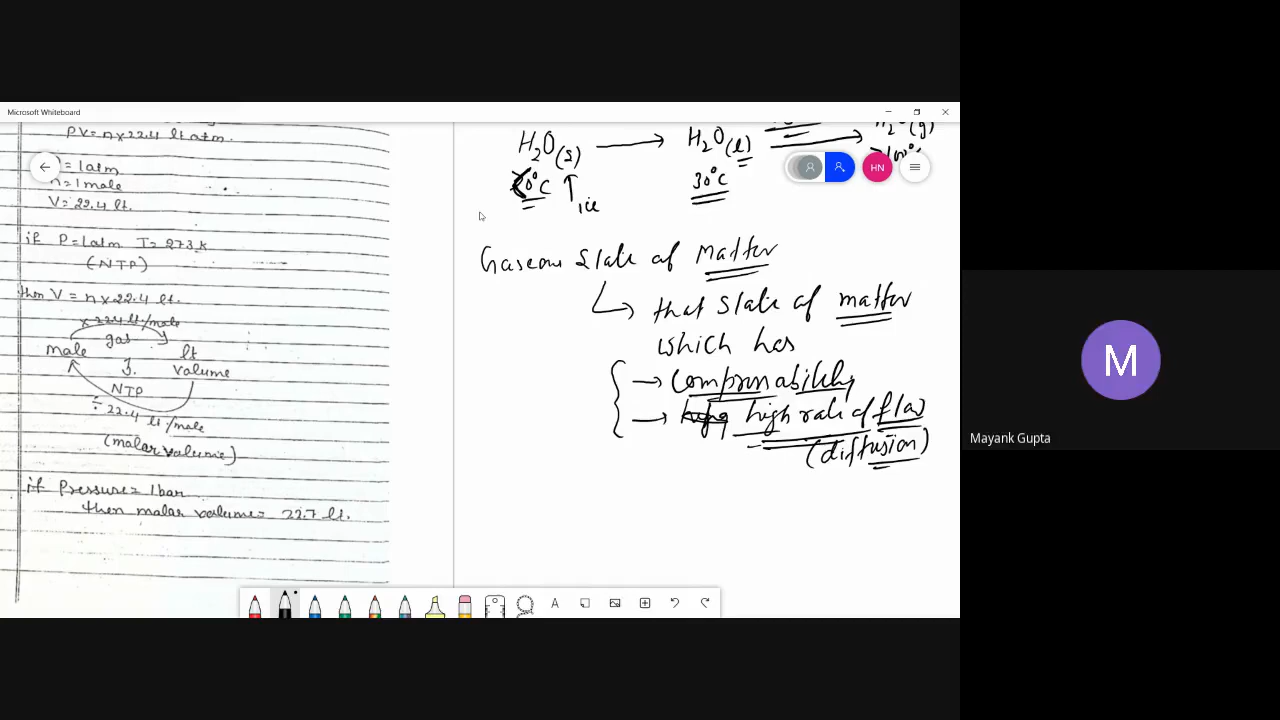 Microsoft Whiteboard
PV = n×22.4 lt atm.
= 1atm
n = 1 mole
V = 22.4 lt.
if P = 1atm T = 273 k
(NTP)
then V = n×22.4 lt.
× 22.4 lt/mole
gas
mole lt
volume
NTP
÷ 22.4 lt/mole
(molar volume)
if Pressure = 1 bar
then molar volume = 22.7 lt.
H2O(s) → H2O(l) → H2O(g)
0°C 30°C
ice
Gaseous State of Matter
↳ that state of matter
which has
→ Compressability
→ high rate of flow
(diffusion)
HN
M
Mayank Gupta
A